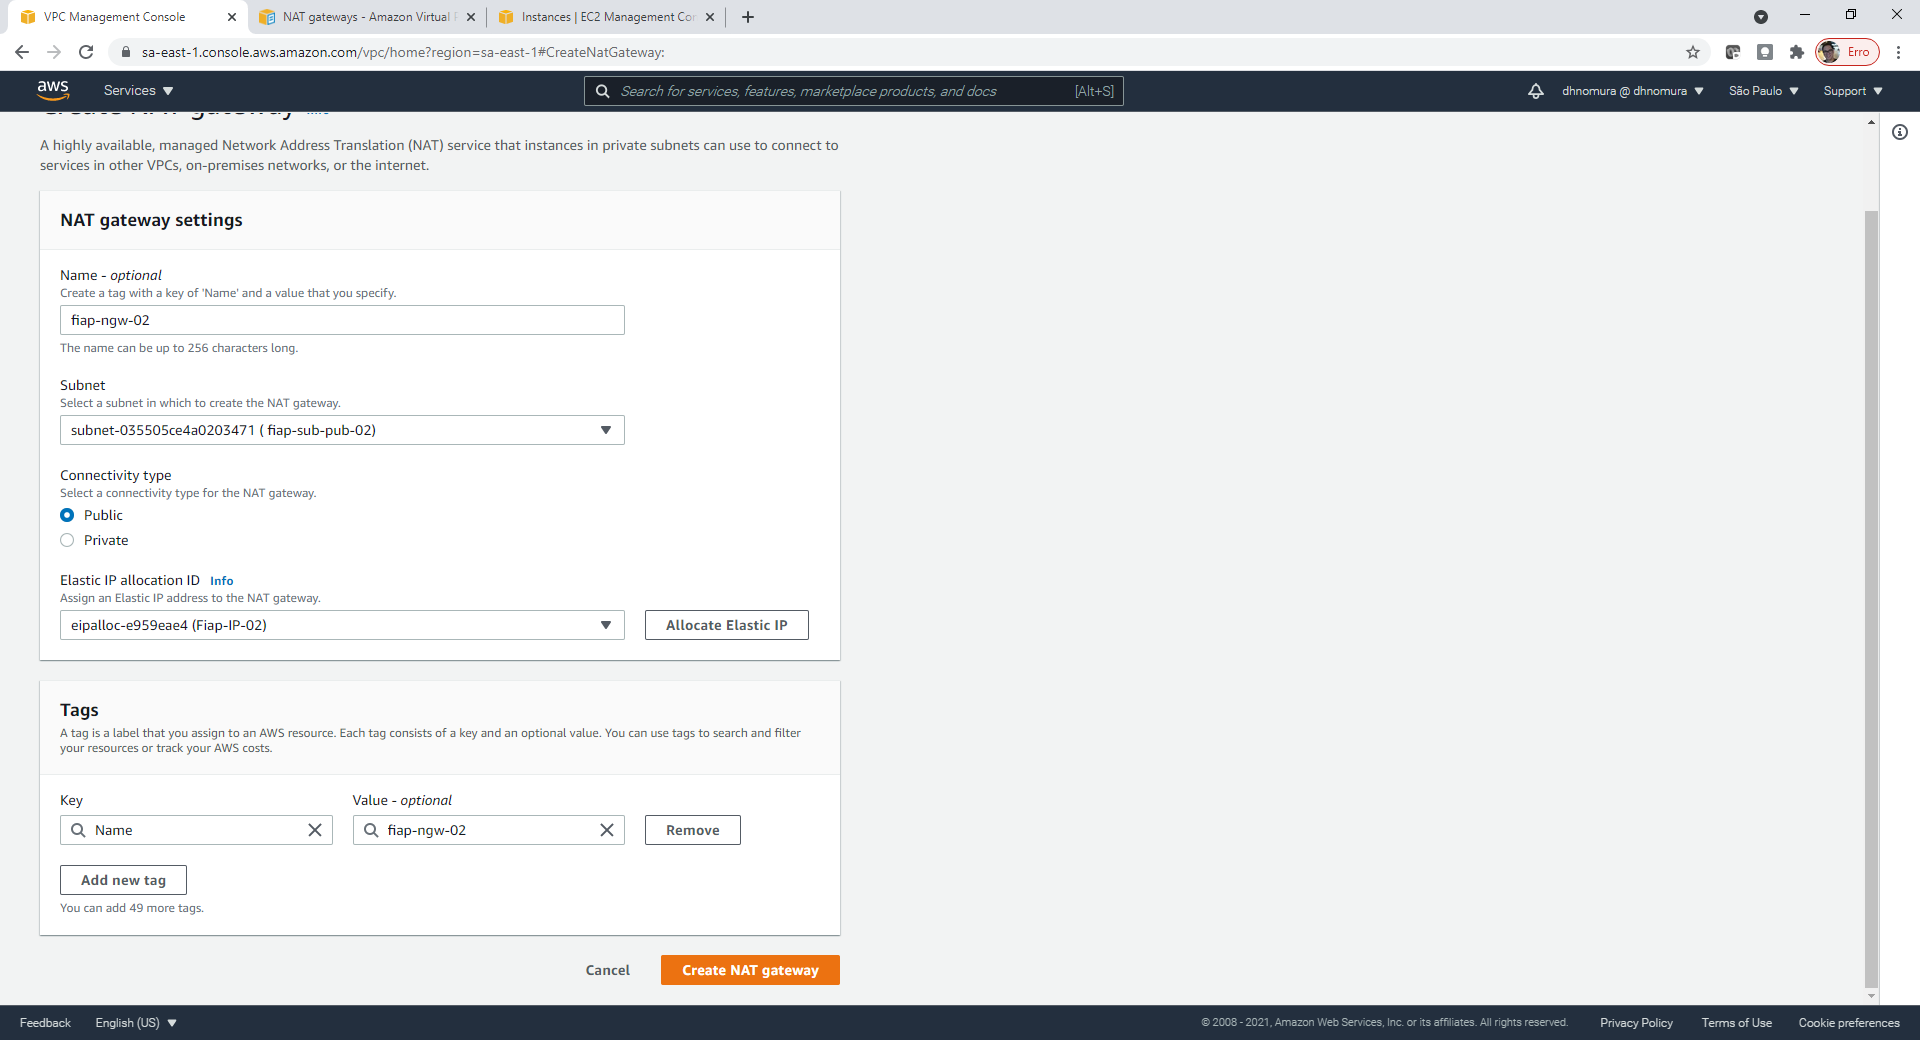 VPC Management Console
NAT gateways - Amazon Virtual
Instances | EC2 Management Cor
sa-east-1.console.aws.amazon.com/vpc/home?region=sa-east-1#CreateNatGateway:
Erro
aws
Services
Search for services, features, marketplace products, and docs
[Alt+S]
dhnomura @ dhnomura
São Paulo
Support
A highly available, managed Network Address Translation (NAT) service that instances in private subnets can use to connect to
services in other VPCs, on-premises networks, or the internet.
NAT gateway settings
Name - optional
Create a tag with a key of 'Name' and a value that you specify.
fiap-ngw-02
The name can be up to 256 characters long.
Subnet
Select a subnet in which to create the NAT gateway.
subnet-035505ce4a0203471 ( fiap-sub-pub-02)
Connectivity type
Select a connectivity type for the NAT gateway.
Public
Private
Elastic IP allocation ID Info
Assign an Elastic IP address to the NAT gateway.
eipalloc-e959eae4 (Fiap-IP-02)
Allocate Elastic IP
Tags
A tag is a label that you assign to an AWS resource. Each tag consists of a key and an optional value. You can use tags to search and filter
your resources or track your AWS costs.
Key
Value - optional
Name
fiap-ngw-02
Remove
Add new tag
You can add 49 more tags.
Cancel
Create NAT gateway
Feedback
English (US)
© 2008 - 2021, Amazon Web Services, Inc. or its affiliates. All rights reserved.
Privacy Policy
Terms of Use
Cookie preferences